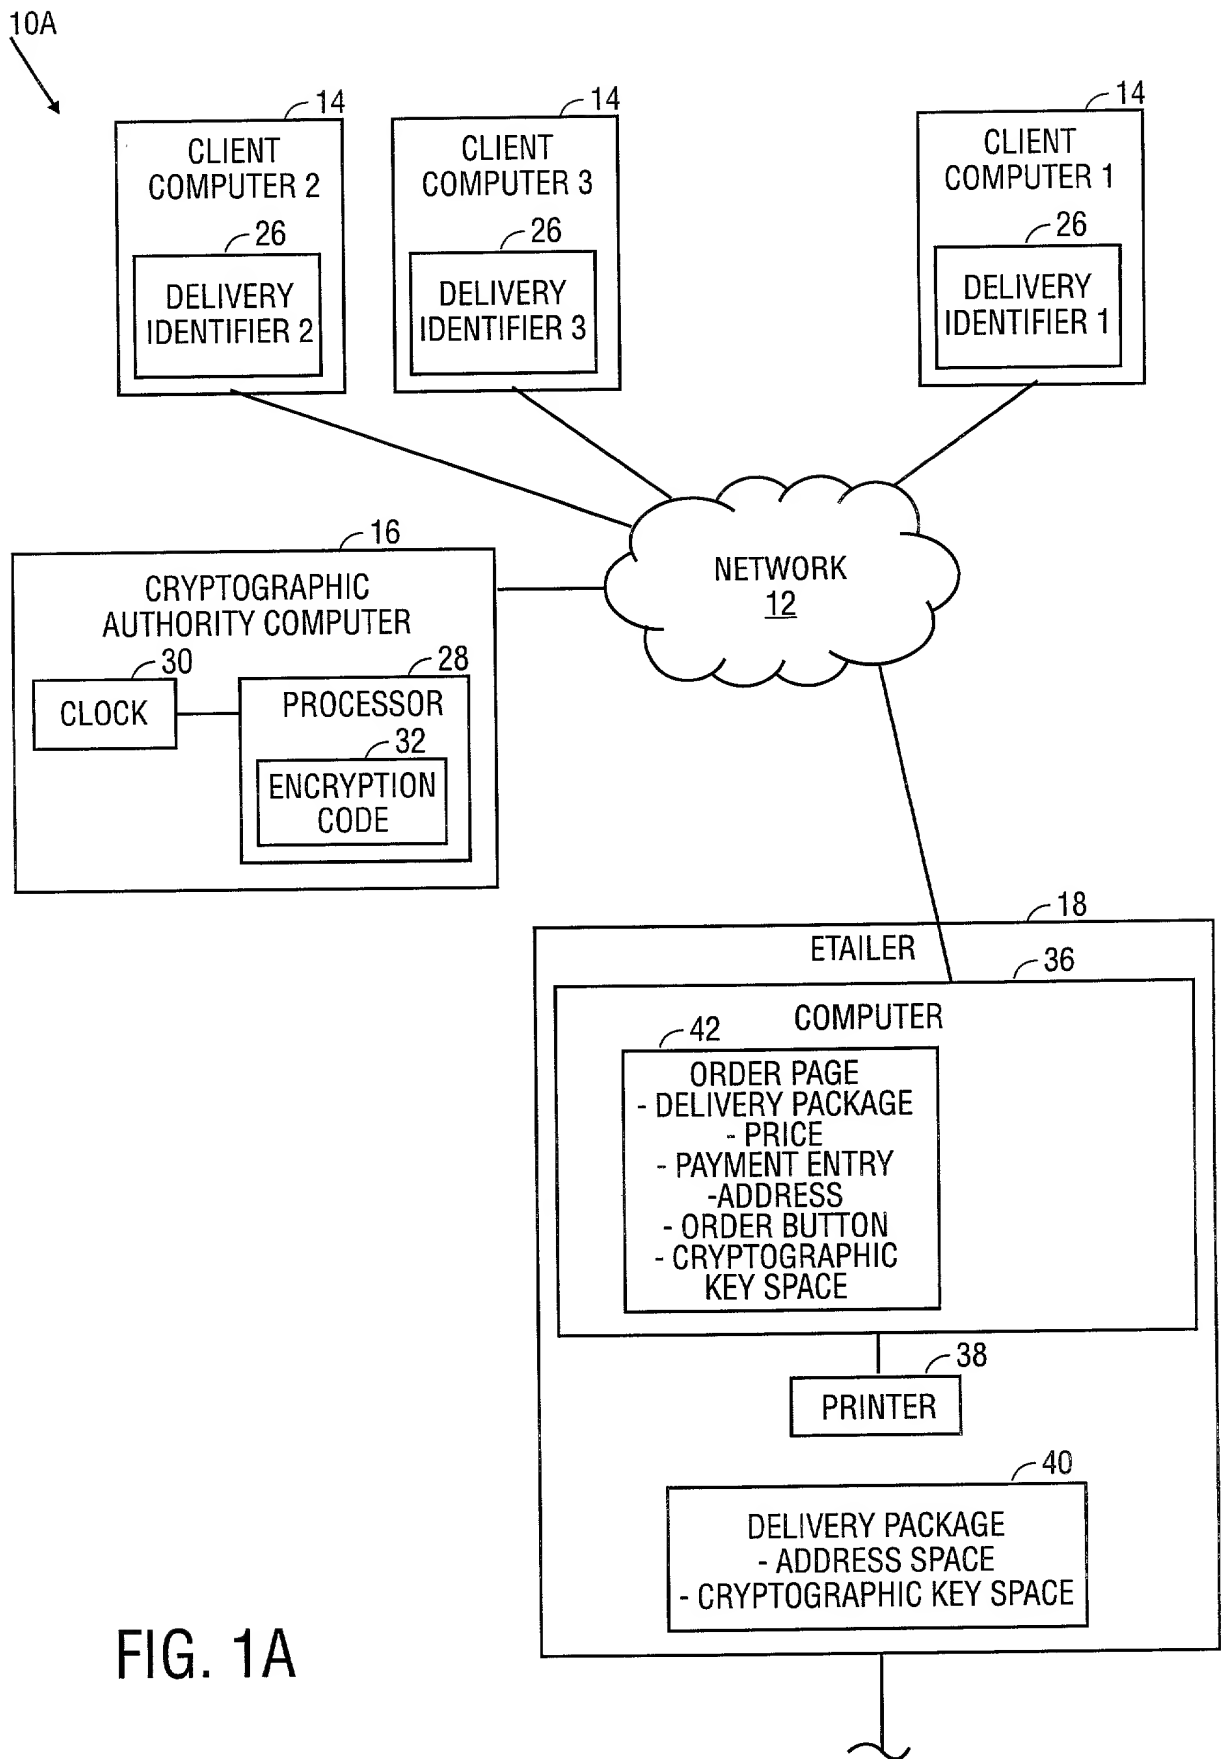 10A
14
CLIENT
COMPUTER 2
26
DELIVERY
IDENTIFIER 2
14
CLIENT
COMPUTER 3
26
DELIVERY
IDENTIFIER 3
14
CLIENT
COMPUTER 1
26
DELIVERY
IDENTIFIER 1
NETWORK
12
16
CRYPTOGRAPHIC
AUTHORITY COMPUTER
30
CLOCK
28
PROCESSOR
32
ENCRYPTION
CODE
18
ETAILER
36
COMPUTER
42
ORDER PAGE
- DELIVERY PACKAGE
- PRICE
- PAYMENT ENTRY
-ADDRESS
- ORDER BUTTON
- CRYPTOGRAPHIC
KEY SPACE
38
PRINTER
40
DELIVERY PACKAGE
- ADDRESS SPACE
- CRYPTOGRAPHIC KEY SPACE
FIG. 1A